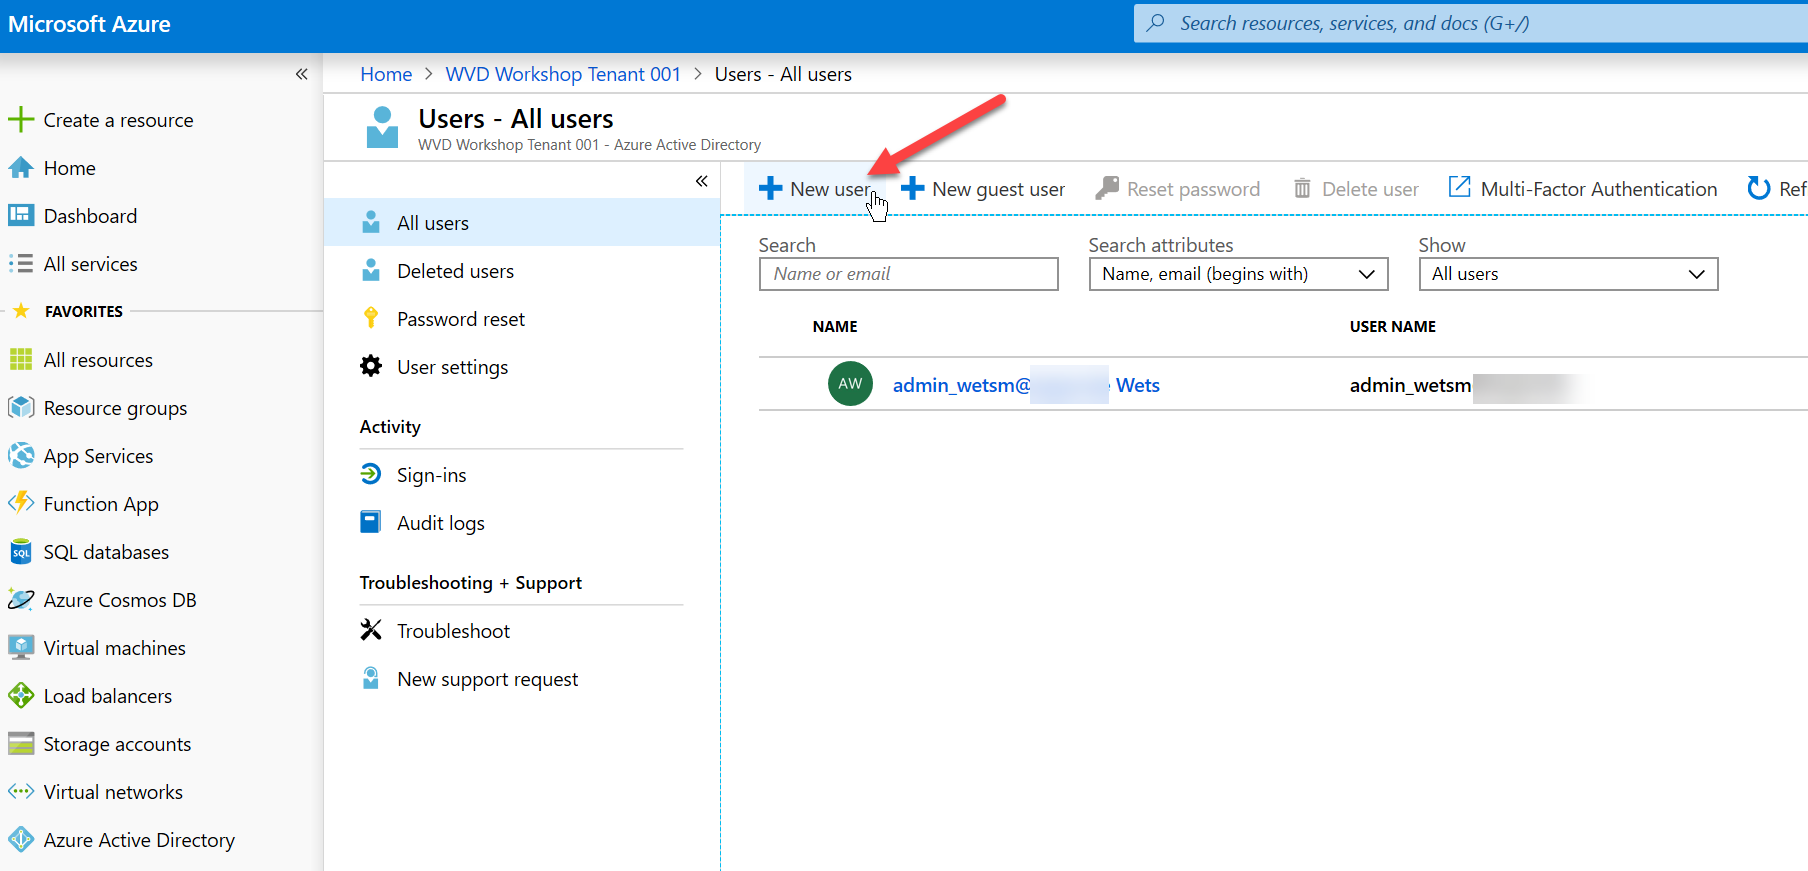 Microsoft Azure
Search resources, services, and docs (G+/)
«
Home > WVD Workshop Tenant 001 > Users - All users
Create a resource
Home
Dashboard
All services
FAVORITES
All resources
Resource groups
App Services
Function App
SQL databases
Azure Cosmos DB
Virtual machines
Load balancers
Storage accounts
Virtual networks
Azure Active Directory
Users - All users
WVD Workshop Tenant 001 - Azure Active Directory
«
All users
Deleted users
Password reset
User settings
Activity
Sign-ins
Audit logs
Troubleshooting + Support
Troubleshoot
New support request
New user New guest user Reset password Delete user Multi-Factor Authentication Ref
Search Search attributes Show
Name or email Name, email (begins with) All users
NAME USER NAME
AW admin_wetsm@ Wets admin_wetsm